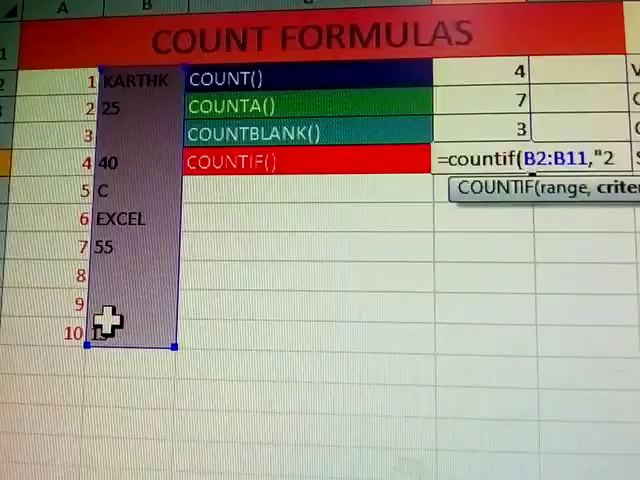 A B
COUNT FORMULAS
1 KARTHK COUNT() 4
2 25 COUNTA() 7
3 COUNTBLANK() 3
4 40 COUNTIF() =countif(B2:B11,"2
5 C COUNTIF(range, criter
6 EXCEL
7 55
8
9
10